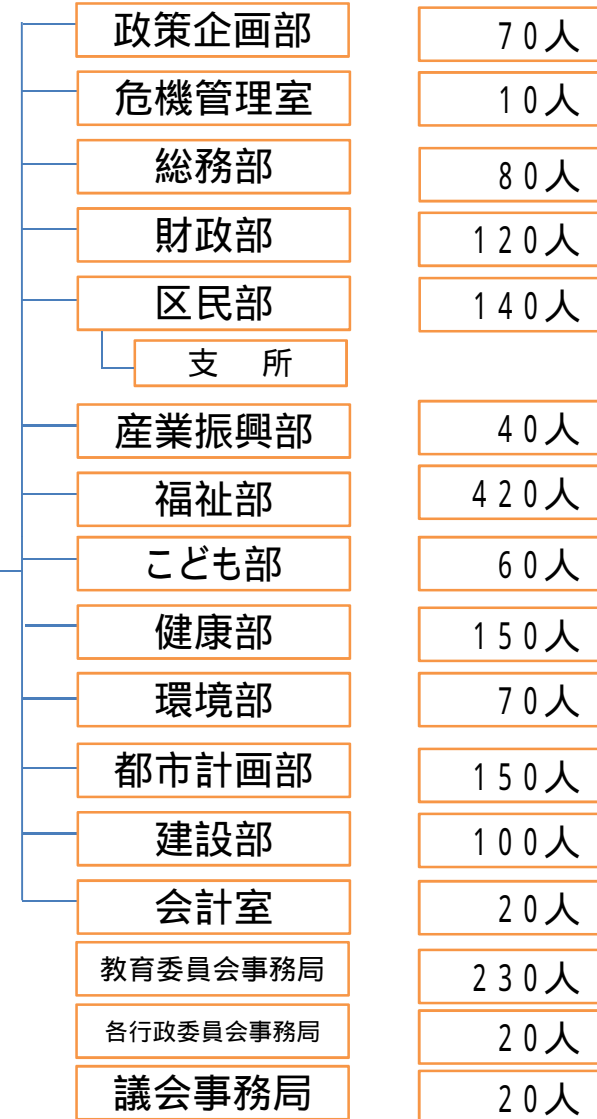 政策企画部 70人
危機管理室 10人
総務部 80人
財政部 120人
区民部 140人
支 所
産業振興部 40人
福祉部 420人
こども部 60人
健康部 150人
環境部 70人
都市計画部 150人
建設部 100人
会計室 20人
教育委員会事務局 230人
各行政委員会事務局 20人
議会事務局 20人